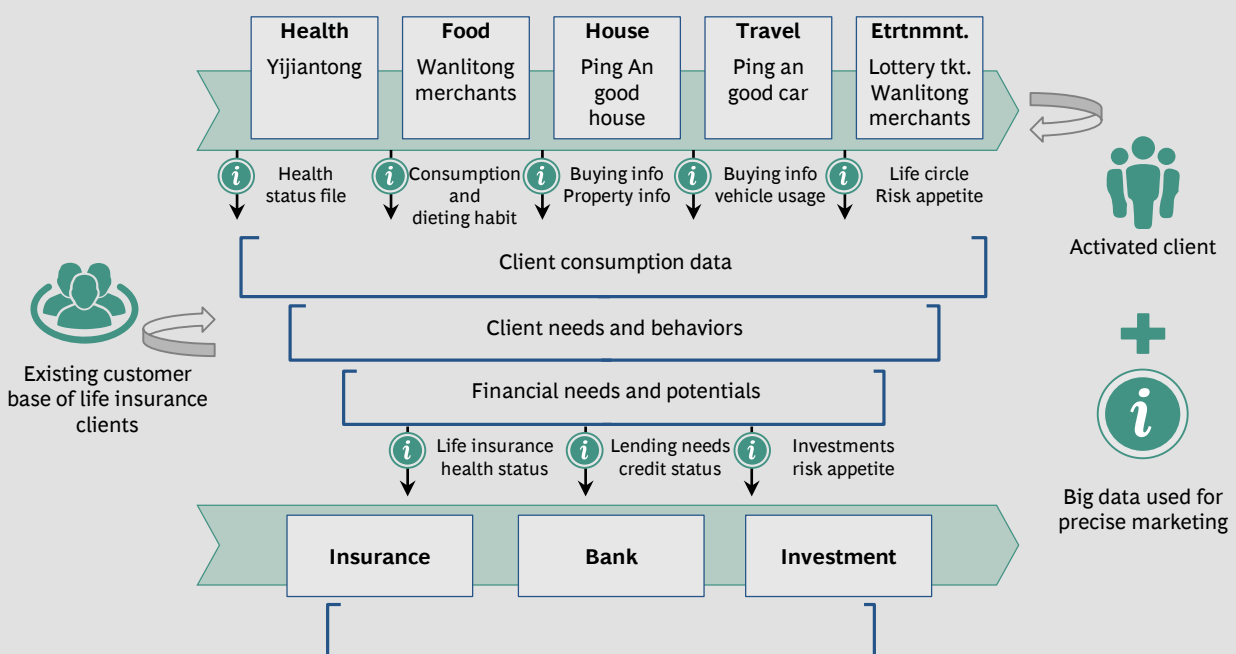 Health
Yijiantong
Food
Wanlitong
merchants
House
Ping An
good
house
Travel
Ping an
good car
Etrtnmnt.
Lottery tkt.
Wanlitong
merchants
i
Health
status file
i
Consumption
and
dieting habit
i
Buying info
Property info
i
Buying info
vehicle usage
i
Life circle
Risk appetite
Activated client
Client consumption data
Client needs and behaviors
Financial needs and potentials
Existing customer
base of life insurance
clients
i
Life insurance
health status
i
Lending needs
credit status
i
Investments
risk appetite
i
Big data used for
precise marketing
Insurance
Bank
Investment